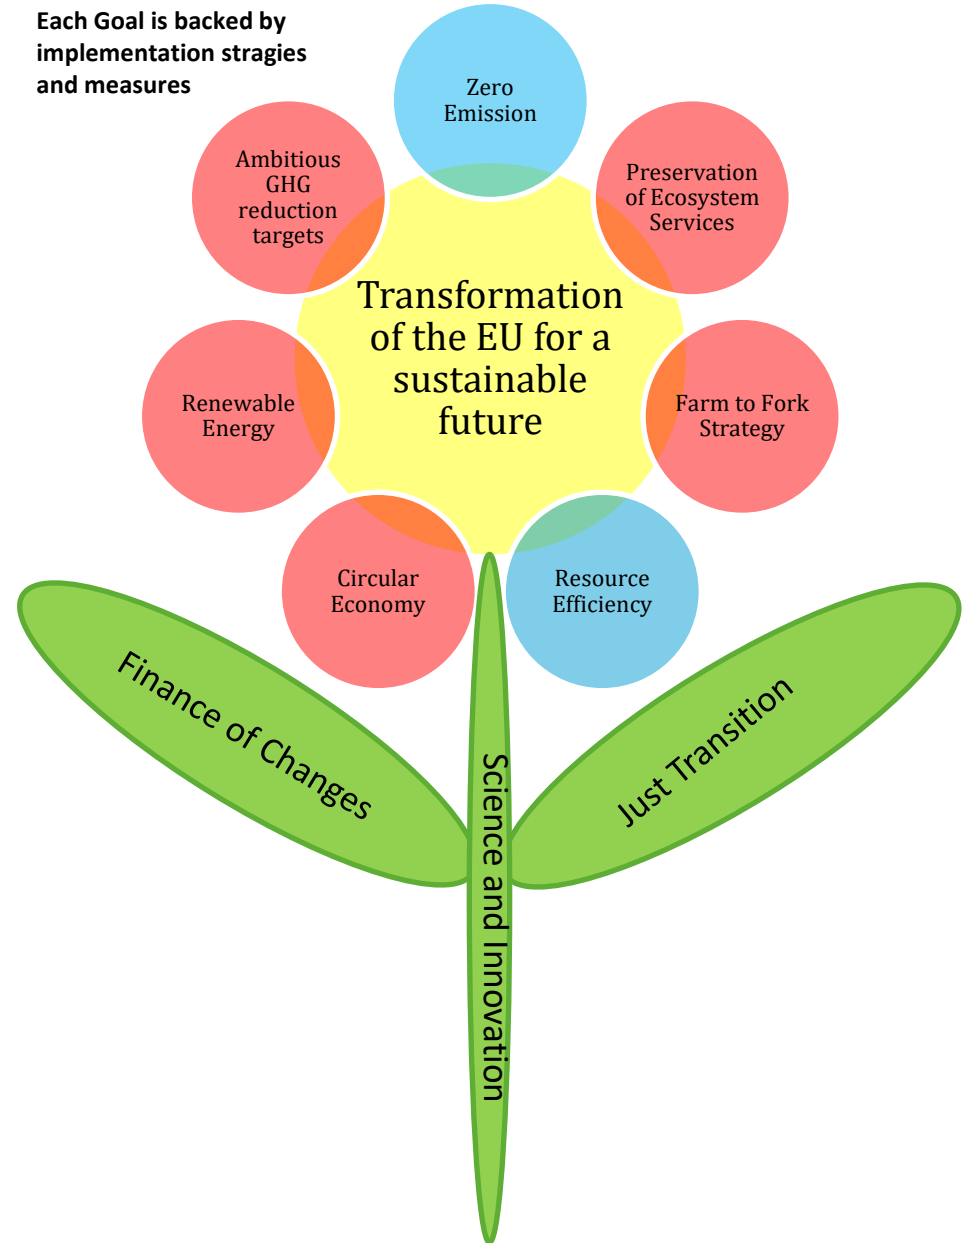 Each Goal is backed by
implementation stragies
and measures
Zero
Emission
Ambitious
GHG
reduction
targets
Preservation
of Ecosystem
Services
Transformation
of the EU for a
sustainable
future
Renewable
Energy
Farm to Fork
Strategy
Circular
Economy
Resource
Efficiency
Finance of Changes
Science and Innovation
Just Transition